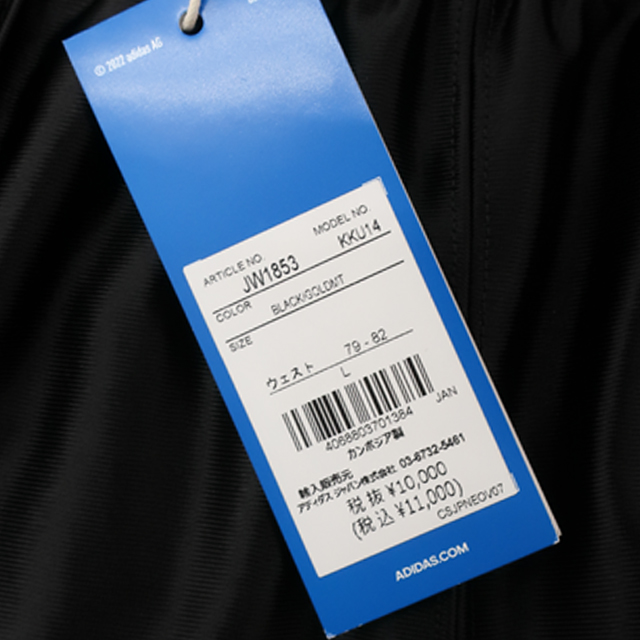 © 2022 adidas AG
ARTICLE NO. MODEL NO.
JW1853 KKU14
COLOR
BLACK/GOLDMT
SIZE
ウェスト 79-82
L
JAN
4066803701384
カンボジア製
輸入販売元
アディダス ジャパン株式会社 03-6732-5461
税抜 ¥10,000
(税込 ¥11,000)
CSJPNEOV07
ADIDAS.COM